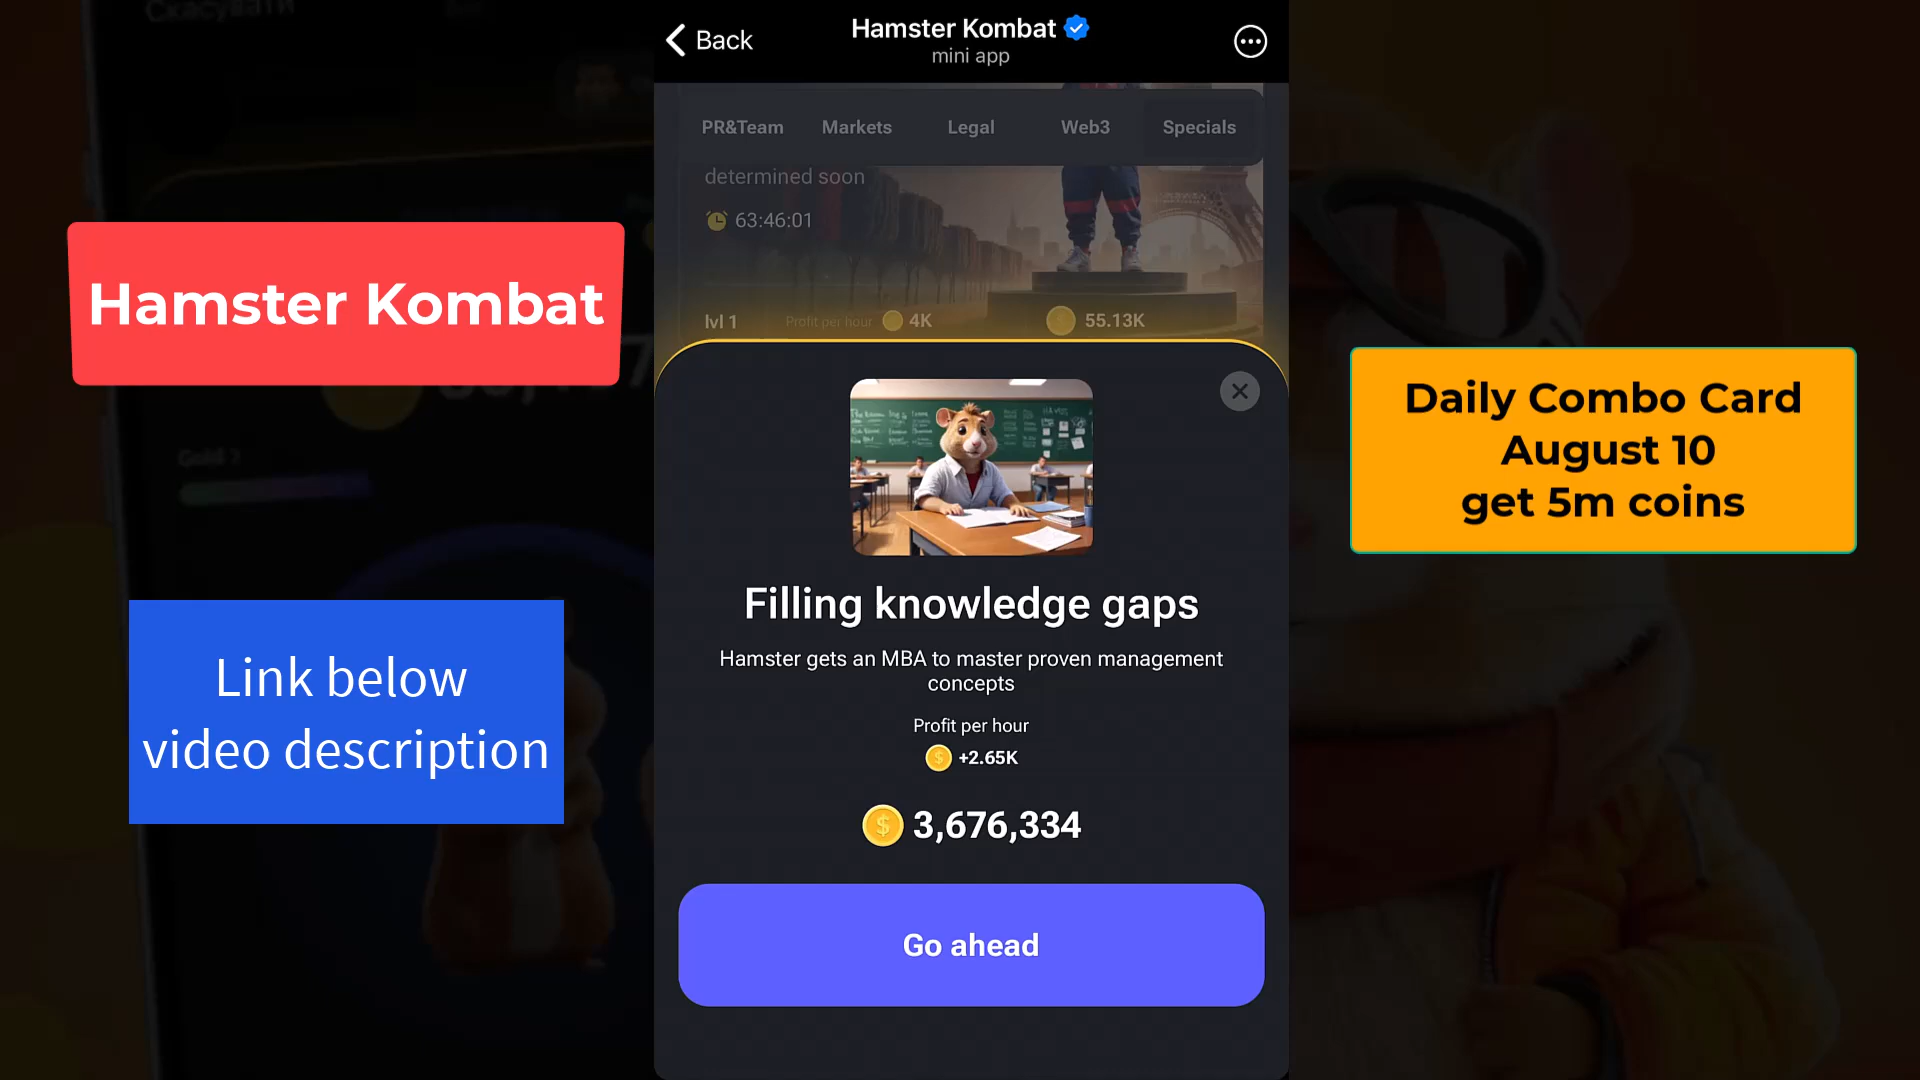 Скасувати
Back
Hamster Kombat
mini app
PR&Team
Markets
Legal
Web3
Specials
determined soon
63:46:01
lvl 1
Profit per hour
4K
55.13K
Hamster Kombat
Daily Combo Card
August 10
get 5m coins
Filling knowledge gaps
Hamster gets an MBA to master proven management
concepts
Profit per hour
+2.65K
3,676,334
Go ahead
Link below
video description
Gold